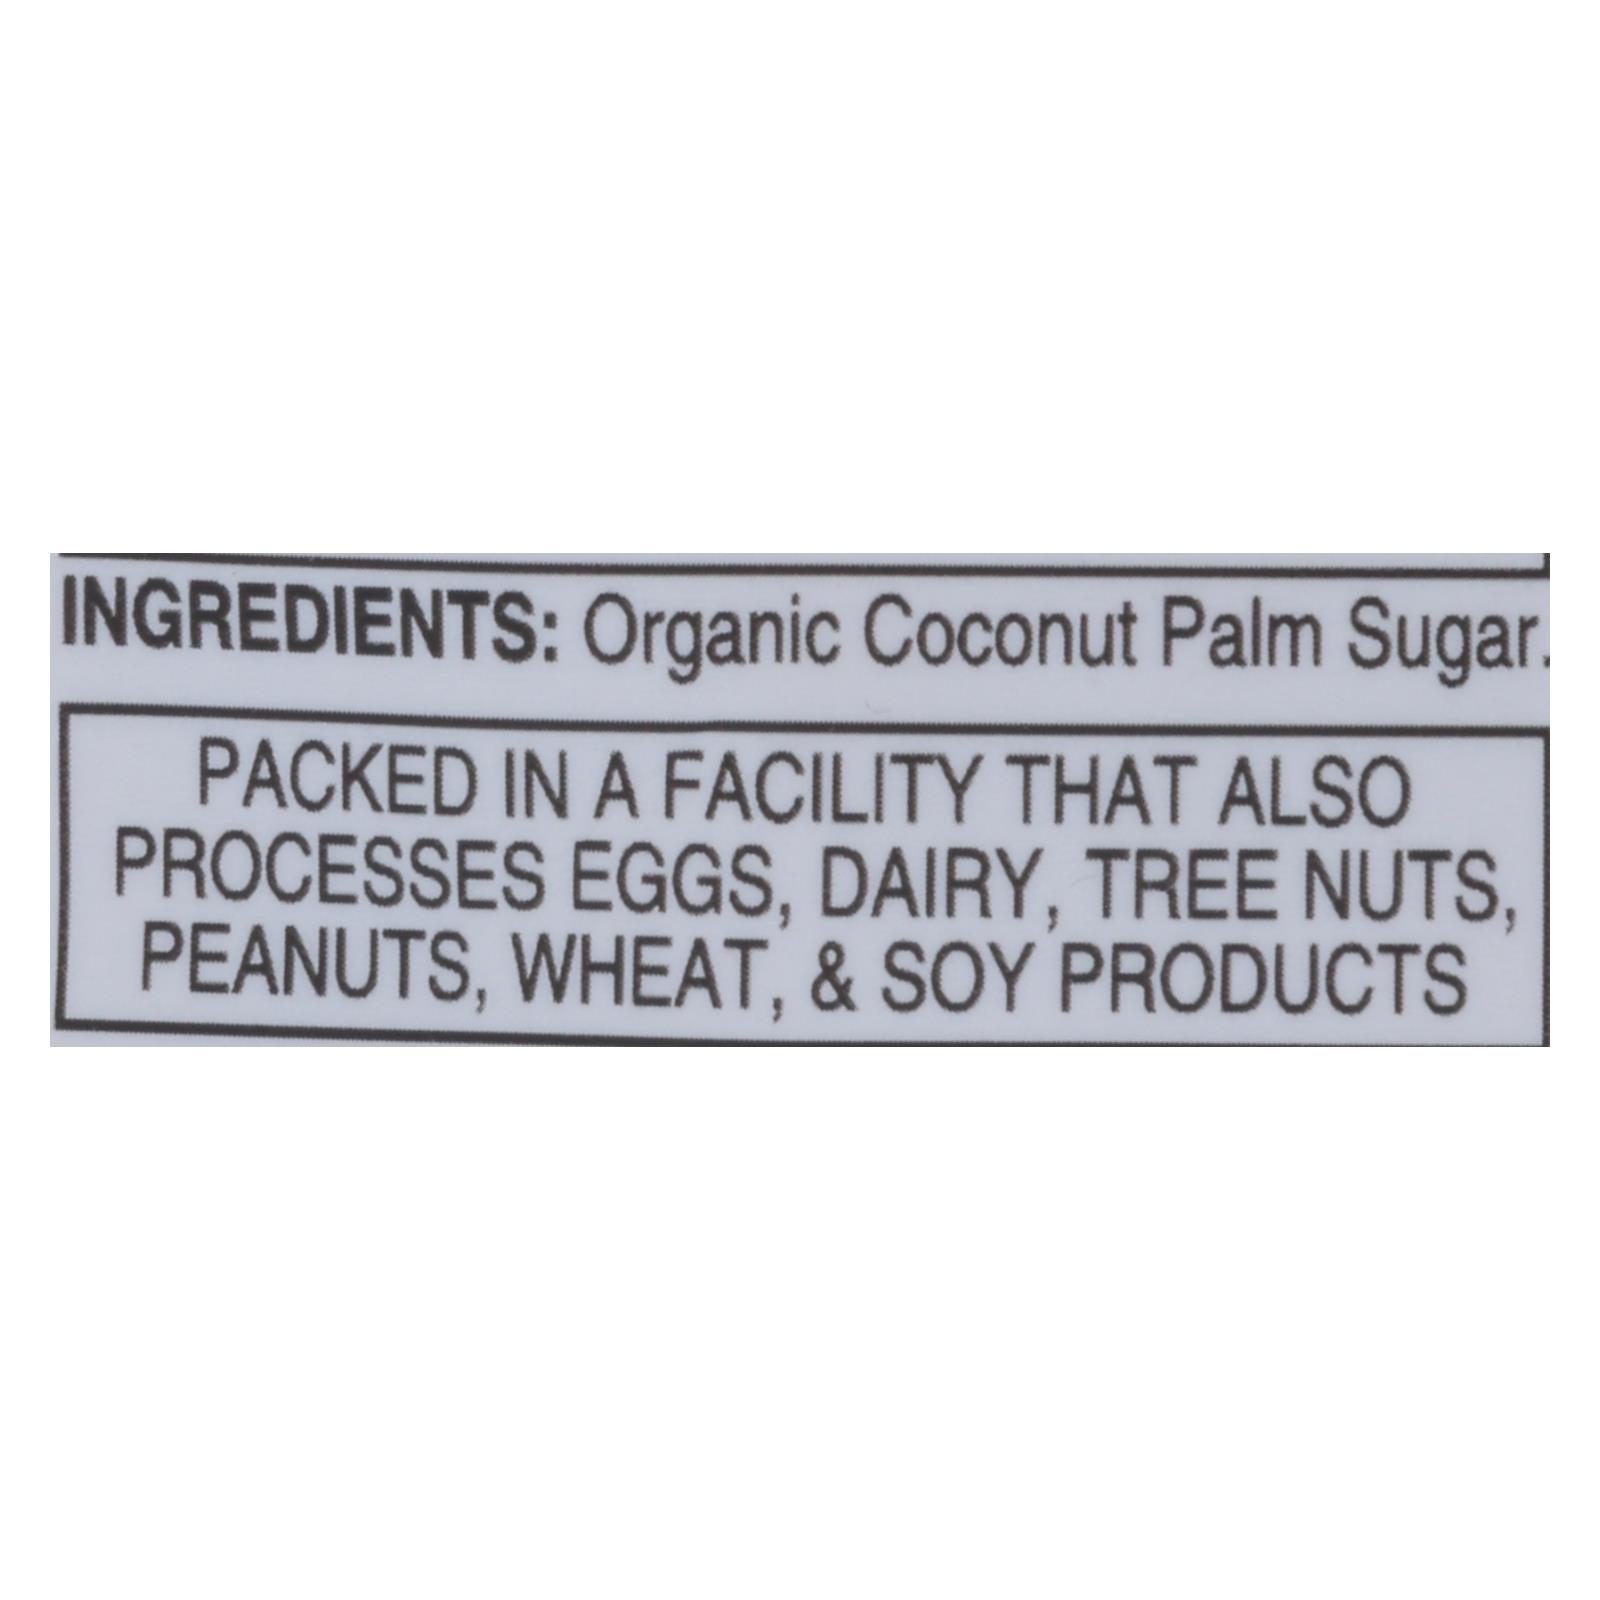 INGREDIENTS: Organic Coconut Palm Sugar.
PACKED IN A FACILITY THAT ALSO
PROCESSES EGGS, DAIRY, TREE NUTS,
PEANUTS, WHEAT, & SOY PRODUCTS